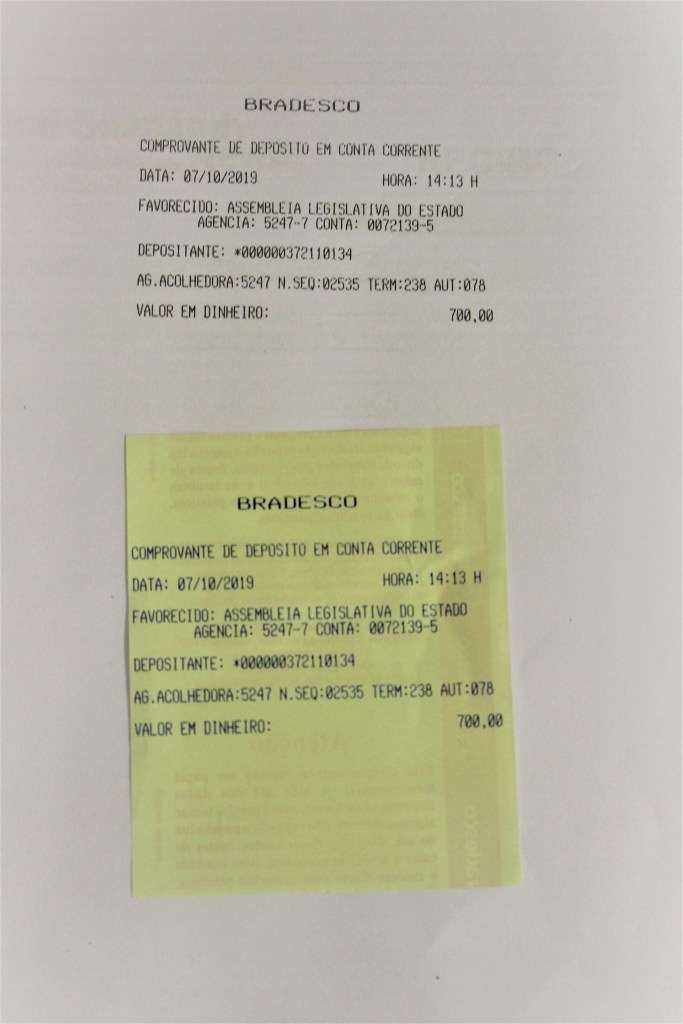 BRADESCO
COMPROVANTE DE DEPOSITO EM CONTA CORRENTE
DATA: 07/10/2019 HORA: 14:13 H
FAVORECIDO: ASSEMBLEIA LEGISLATIVA DO ESTADO
AGENCIA: 5247-7 CONTA: 0072139-5
DEPOSITANTE: *000000372110134
AG.ACOLHEDORA:5247 N.SEQ:02535 TERM:238 AUT:078
VALOR EM DINHEIRO: 700,00
BRADESCO
COMPROVANTE DE DEPOSITO EM CONTA CORRENTE
DATA: 07/10/2019 HORA: 14:13 H
FAVORECIDO: ASSEMBLEIA LEGISLATIVA DO ESTADO
AGENCIA: 5247-7 CONTA: 0072139-5
DEPOSITANTE: *000000372110134
AG.ACOLHEDORA:5247 N.SEQ:02535 TERM:238 AUT:078
VALOR EM DINHEIRO: 700,00